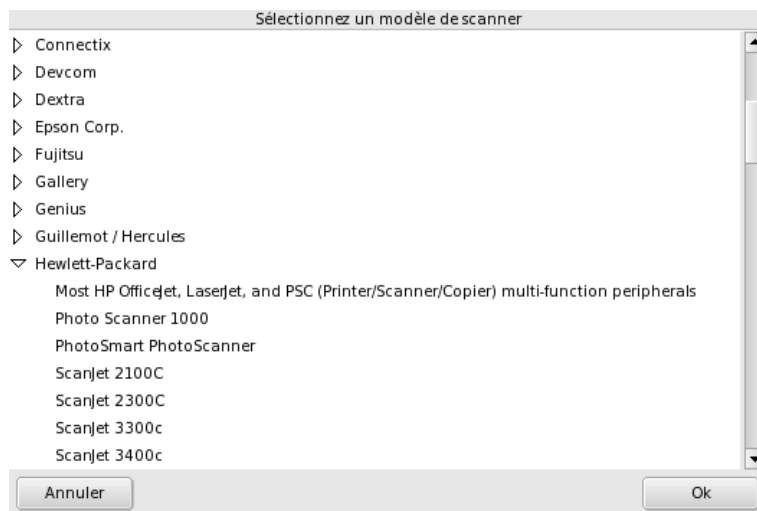 Sélectionnez un modèle de scanner
Connectix
Devcom
Dextra
Epson Corp.
Fujitsu
Gallery
Genius
Guillemot / Hercules
Hewlett-Packard
Most HP OfficeJet, LaserJet, and PSC (Printer/Scanner/Copier) multi-function peripherals
Photo Scanner 1000
PhotoSmart PhotoScanner
ScanJet 2100C
ScanJet 2300C
ScanJet 3300c
ScanJet 3400c
Annuler Ok